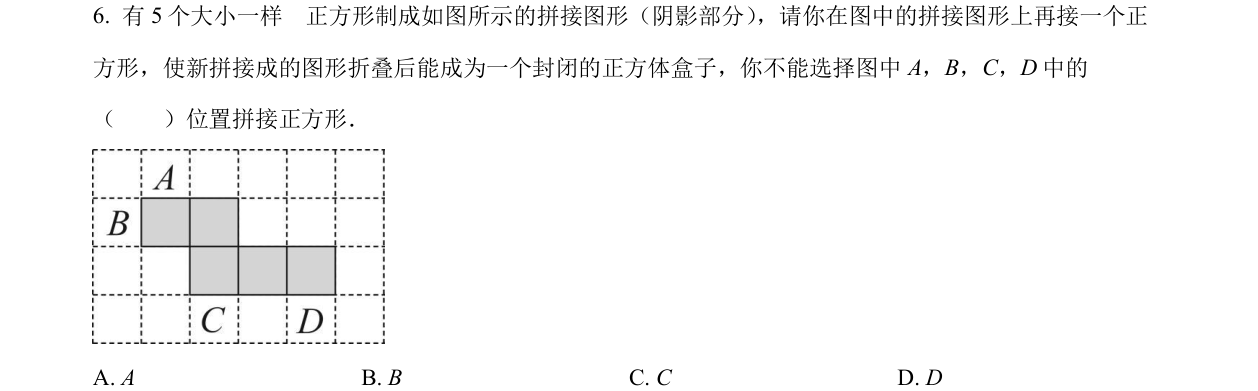 6. 有 5 个大小一样　正方形制成如图所示的拼接图形（阴影部分），请你在图中的拼接图形上再接一个正
方形，使新拼接成的图形折叠后能成为一个封闭的正方体盒子，你不能选择图中 A，B，C，D 中的
（　　）位置拼接正方形．
A
B
C D
A. A B. B C. C D. D